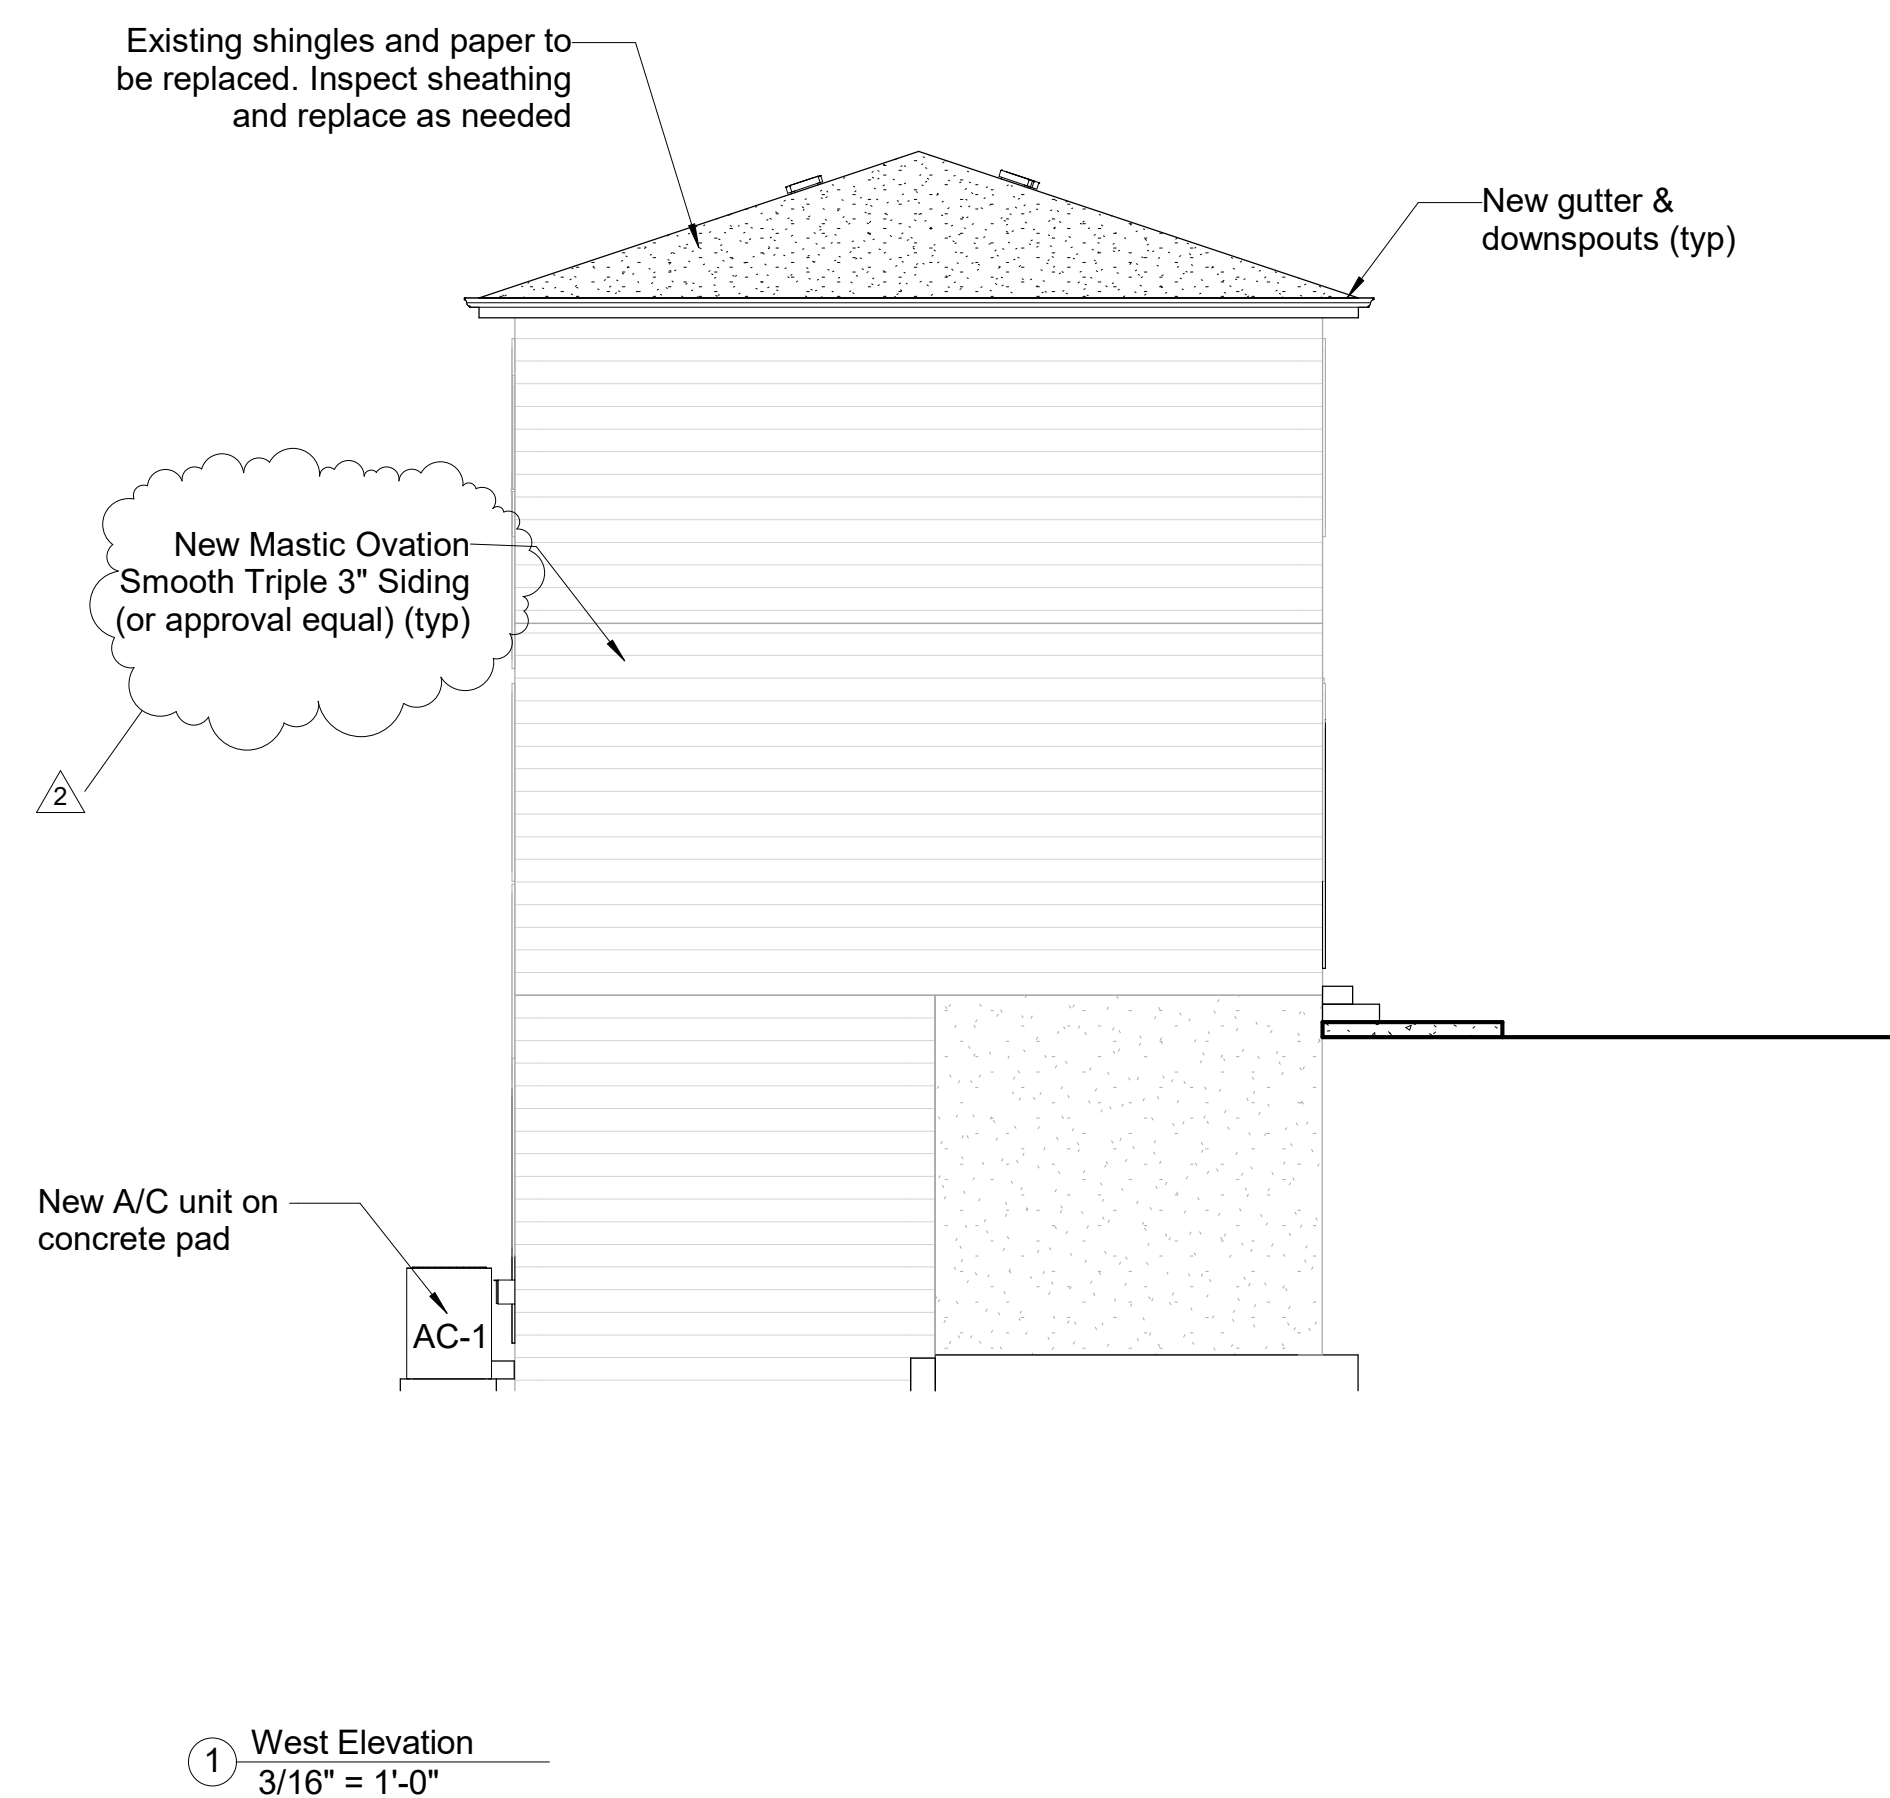 Existing shingles and paper to
be replaced. Inspect sheathing
and replace as needed
New gutter &
downspouts (typ)
New Mastic Ovation
Smooth Triple 3" Siding
(or approval equal) (typ)
2
New A/C unit on
concrete pad
AC-1
1
West Elevation
3/16" = 1'-0"